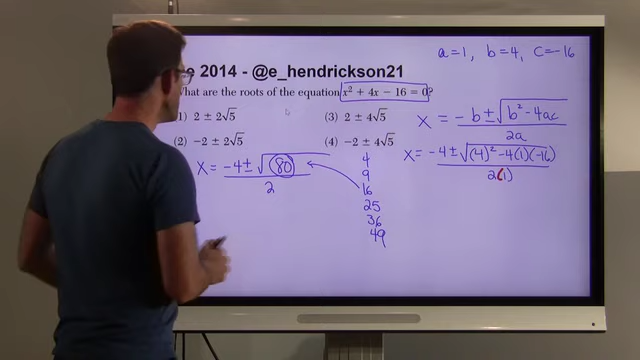 a=1, b=4, c=-16
e 2014 - @e_hendrickson21
What are the roots of the equation x² + 4x − 16 = 0?
1) 2 ± 2√5
(3) 2 ± 4√5
(2) −2 ± 2√5
(4) −2 ± 4√5
x = -b ± √b² - 4ac
2a
x = -4 ± √(4)² - 4(1)(-16)
2(1)
x = -4 ± √80
2
4
9
16
25
36
49